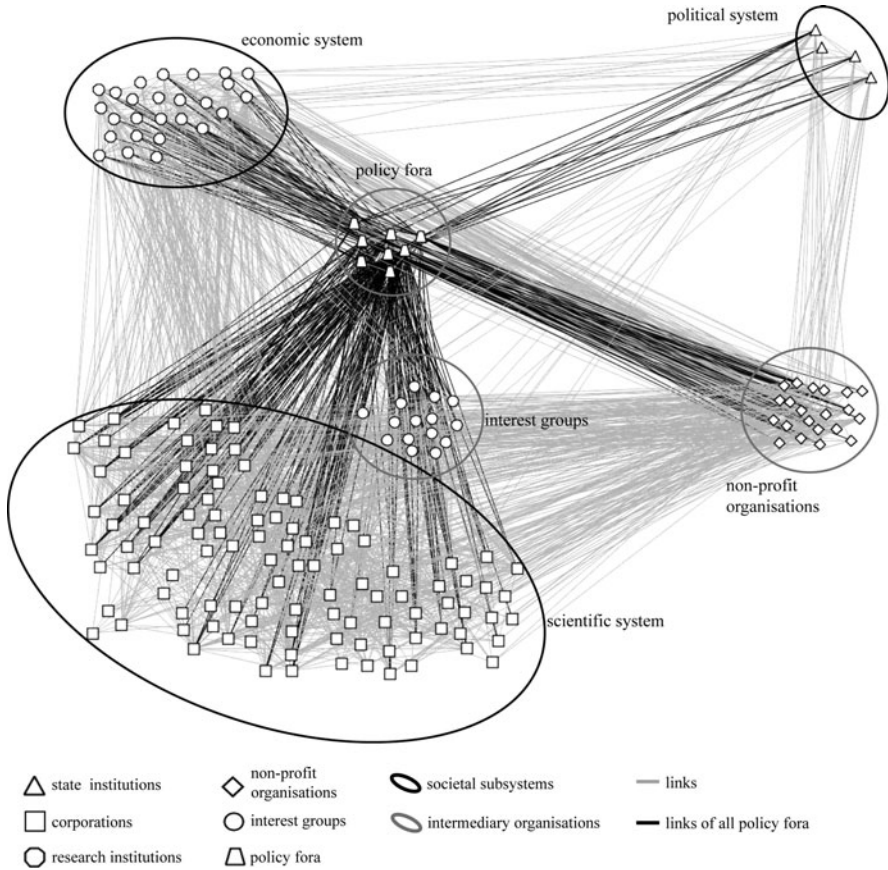 political system
economic system
policy fora
interest groups
non-profit
organisations
scientific system
state institutions
non-profit
organisations
societal subsystems
links
corporations
interest groups
intermediary organisations
links of all policy fora
research institutions
policy fora